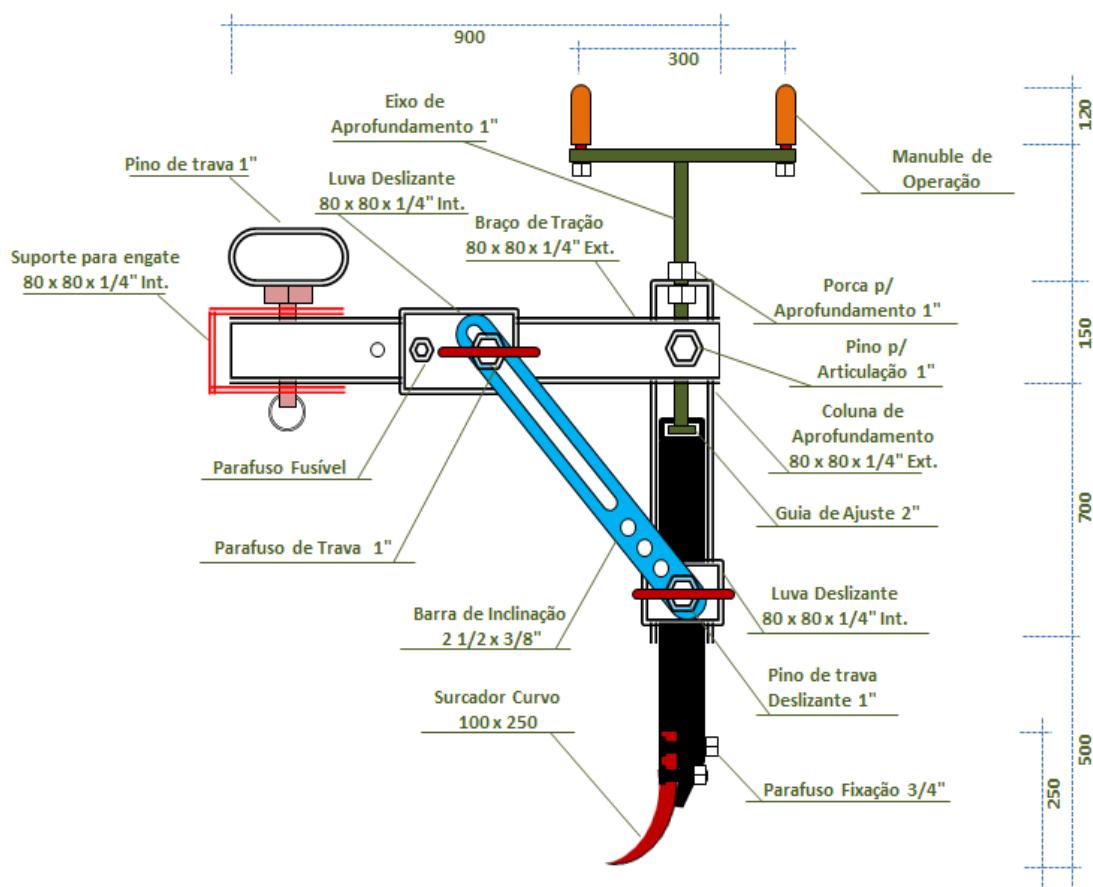 900
300
120
Eixo de
Aprofundamento 1"
Pino de trava 1"
Luva Deslizante
80 x 80 x 1/4" Int.
Manuble de
Operação
Braço de Tração
80 x 80 x 1/4" Ext.
Suporte para engate
80 x 80 x 1/4" Int.
Porca p/
Aprofundamento 1"
150
Pino p/
Articulação 1"
Coluna de
Aprofundamento
80 x 80 x 1/4" Ext.
Parafuso Fusível
Guia de Ajuste 2"
700
Parafuso de Trava 1"
Barra de Inclinação
2 1/2 x 3/8"
Luva Deslizante
80 x 80 x 1/4" Int.
Pino de trava
Deslizante 1"
Surcador Curvo
100 x 250
500
250
Parafuso Fixação 3/4"